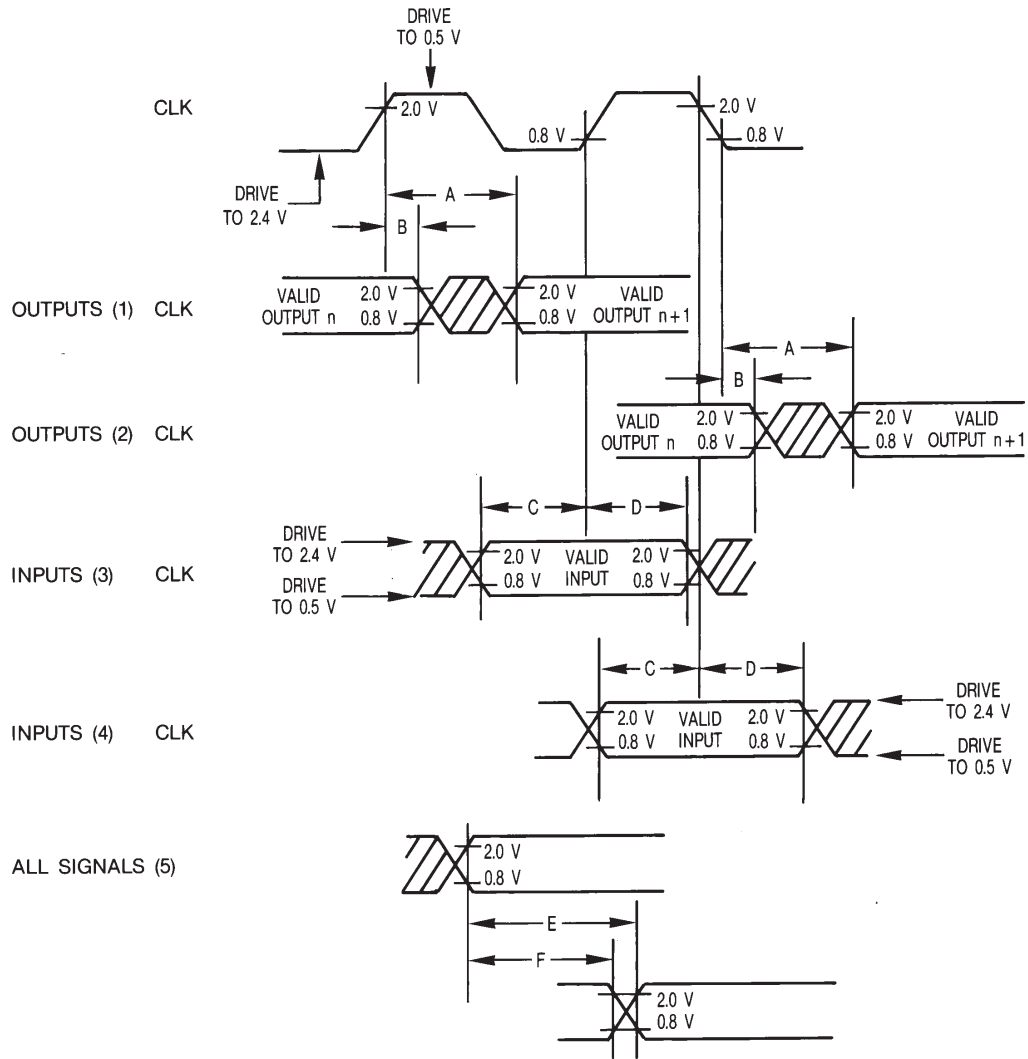 DRIVE
TO 0.5 V
CLK
2.0 V
0.8 V
2.0 V
0.8 V
DRIVE
TO 2.4 V
A
B
OUTPUTS (1) CLK
VALID
OUTPUT n
2.0 V
0.8 V
2.0 V
0.8 V
VALID
OUTPUT n+1
A
B
OUTPUTS (2) CLK
VALID
OUTPUT n
2.0 V
0.8 V
2.0 V
0.8 V
VALID
OUTPUT n+1
C
D
DRIVE
TO 2.4 V
INPUTS (3) CLK
DRIVE
TO 0.5 V
2.0 V
0.8 V
VALID
INPUT
2.0 V
0.8 V
C
D
INPUTS (4) CLK
2.0 V
0.8 V
VALID
INPUT
2.0 V
0.8 V
DRIVE
TO 2.4 V
DRIVE
TO 0.5 V
ALL SIGNALS (5)
2.0 V
0.8 V
E
F
2.0 V
0.8 V